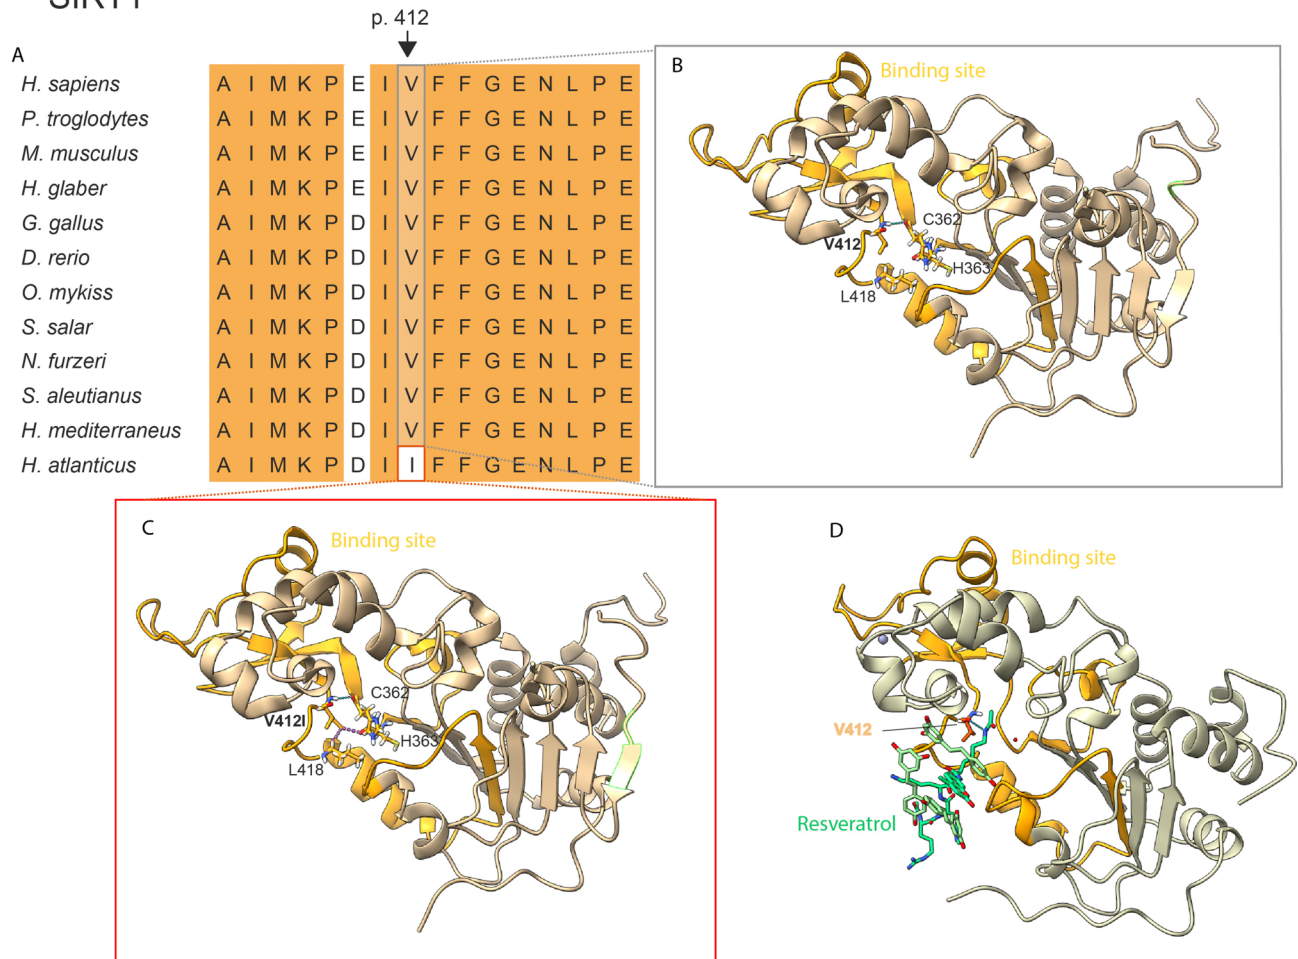 SIRT1
p. 412
A
H. sapiens A I M K P E I V F F G E N L P E
P. troglodytes A I M K P E I V F F G E N L P E
M. musculus A I M K P E I V F F G E N L P E
H. glaber A I M K P E I V F F G E N L P E
G. gallus A I M K P D I V F F G E N L P E
D. rerio A I M K P D I V F F G E N L P E
O. mykiss A I M K P D I V F F G E N L P E
S. salar A I M K P D I V F F G E N L P E
N. furzeri A I M K P D I V F F G E N L P E
S. aleutianus A I M K P D I V F F G E N L P E
H. mediterraneus A I M K P D I V F F G E N L P E
H. atlanticus A I M K P D I I F F G E N L P E
B
Binding site
C362
V412
H363
L418
C
Binding site
C362
V412I
H363
L418
D
Binding site
V412
Resveratrol